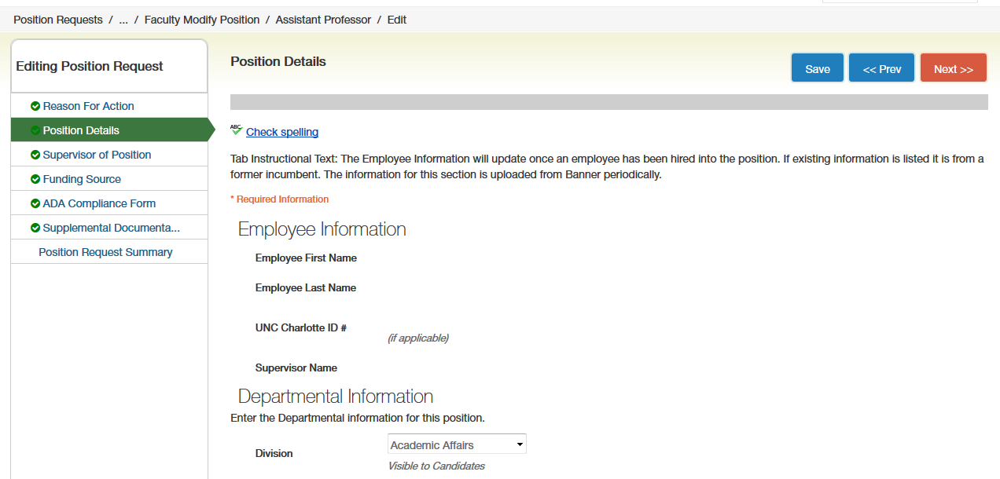 Position Requests / ... / Faculty Modify Position / Assistant Professor / Edit
Editing Position Request
Reason For Action
Position Details
Supervisor of Position
Funding Source
ADA Compliance Form
Supplemental Documenta...
Position Request Summary
Position Details
Save
<< Prev
Next >>
ABC
Check spelling
Tab Instructional Text: The Employee Information will update once an employee has been hired into the position. If existing information is listed it is from a
former incumbent. The information for this section is uploaded from Banner periodically.
* Required Information
Employee Information
Employee First Name
Employee Last Name
UNC Charlotte ID #
(if applicable)
Supervisor Name
Departmental Information
Enter the Departmental information for this position.
Division
Academic Affairs
Visible to Candidates